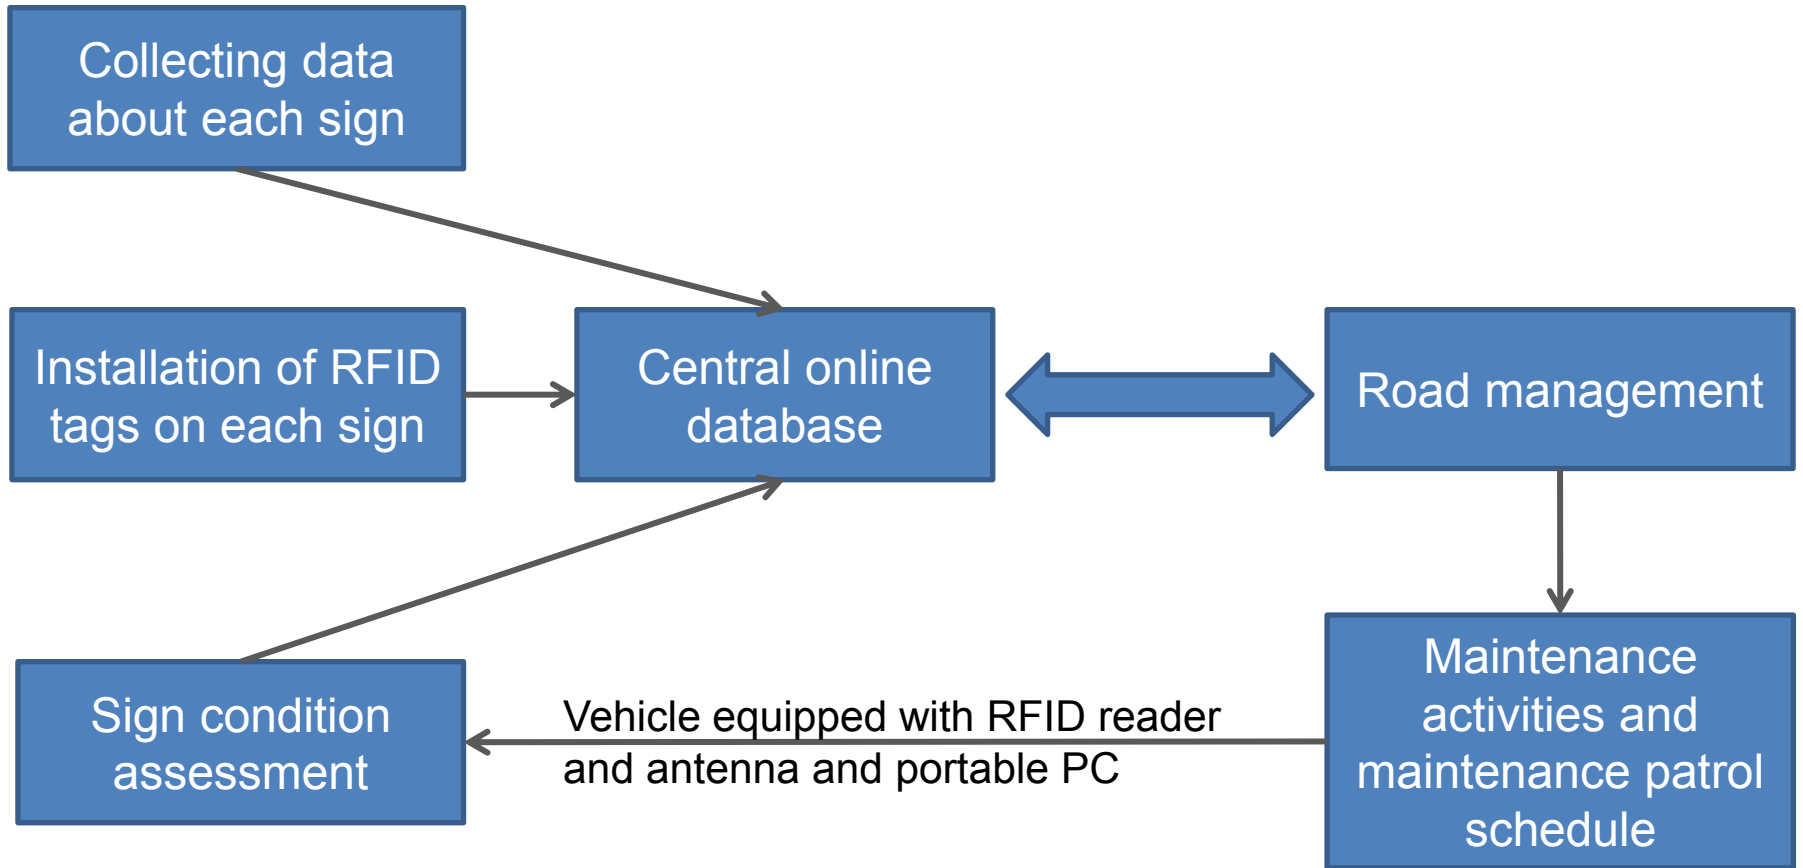 Collecting data
about each sign
Installation of RFID
tags on each sign
Central online
database
Road management
Sign condition
assessment
Vehicle equipped with RFID reader
and antenna and portable PC
Maintenance
activities and
maintenance patrol
schedule